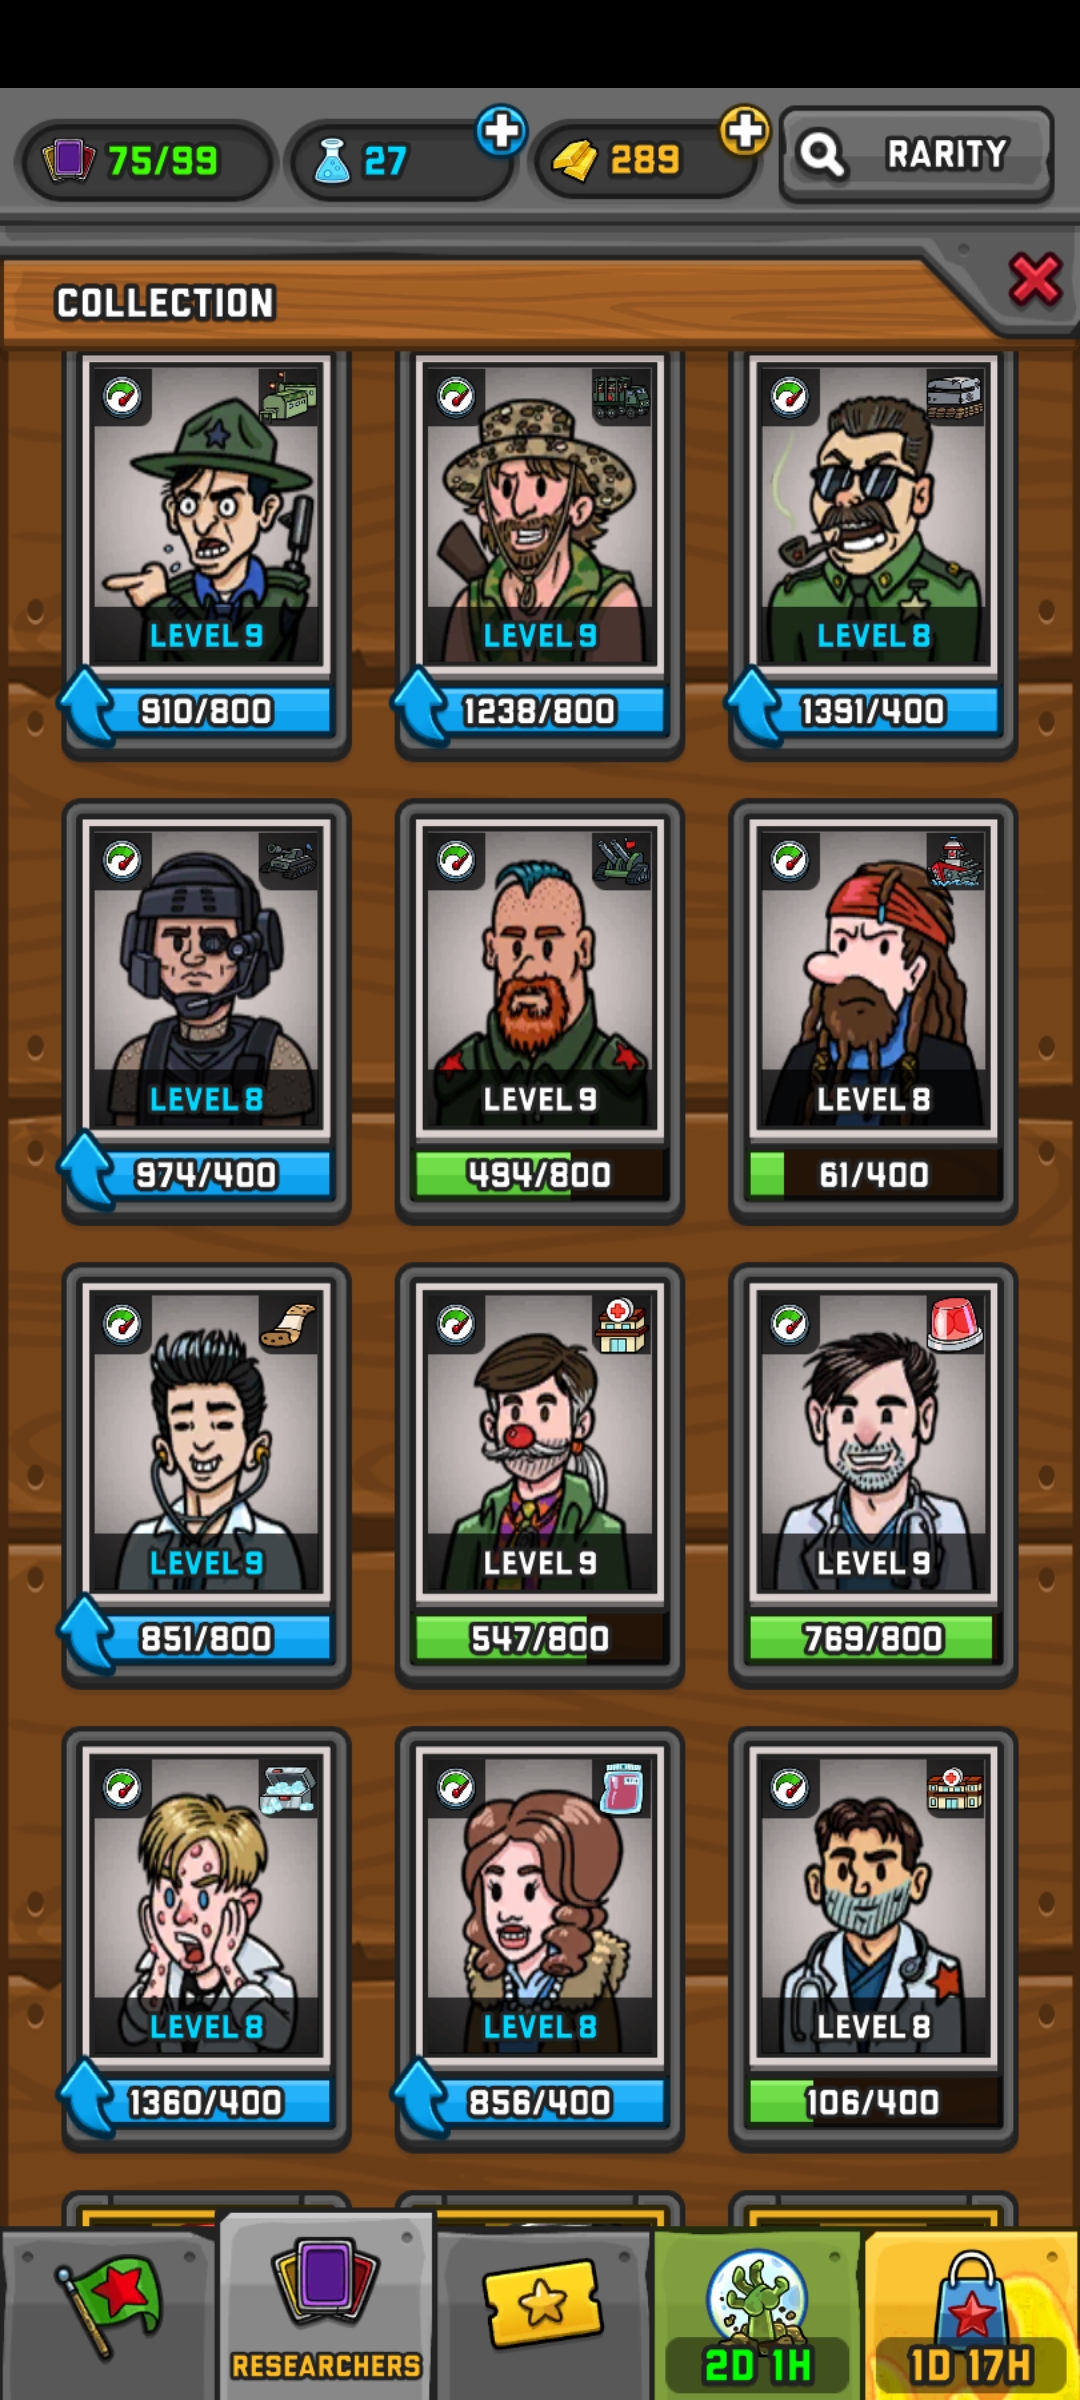 75/99
27
289
RARITY
COLLECTION
LEVEL 9
LEVEL 9
LEVEL 8
910/800
1238/800
1391/400
LEVEL 8
LEVEL 9
LEVEL 8
974/400
494/800
61/400
LEVEL 9
LEVEL 9
LEVEL 9
851/800
547/800
769/800
LEVEL 8
LEVEL 8
LEVEL 8
1360/400
856/400
106/400
RESEARCHERS
2D 1H
1D 17H